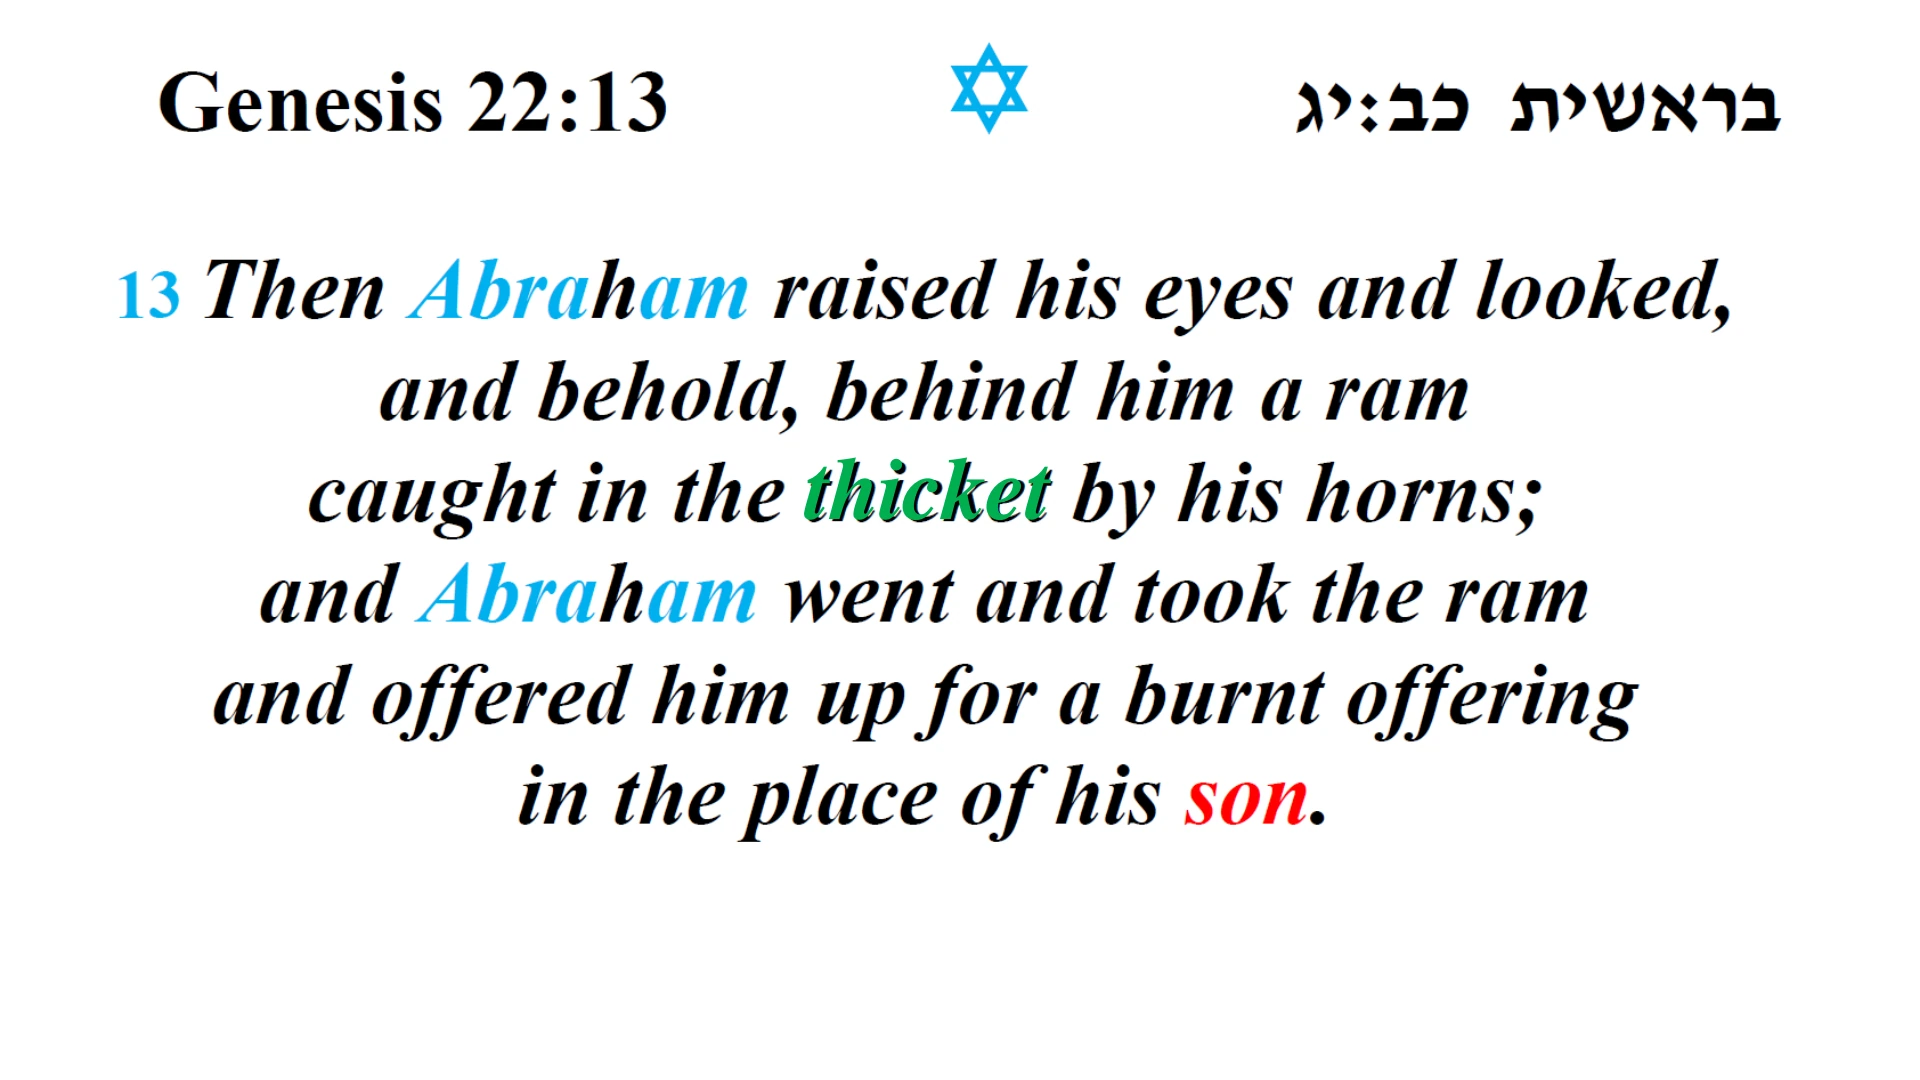 Genesis 22:13 בראשית כב:יג
13 Then Abraham raised his eyes and looked,
and behold, behind him a ram
caught in the thicket by his horns;
and Abraham went and took the ram
and offered him up for a burnt offering
in the place of his son.